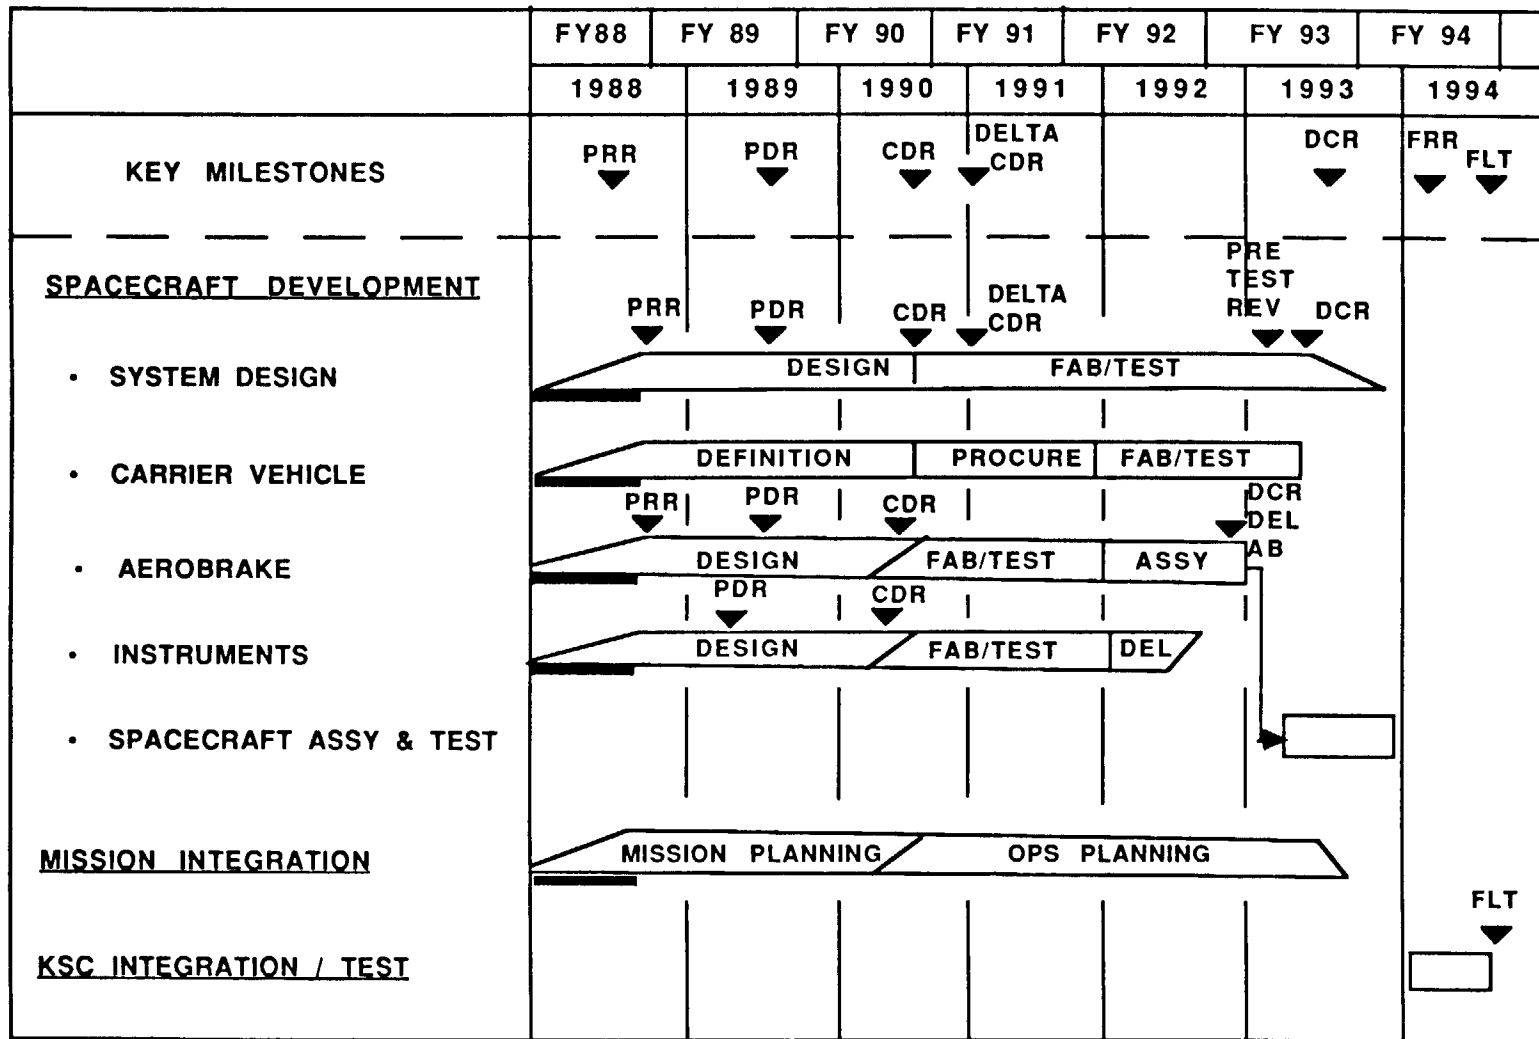 FY88 FY 89 FY 90 FY 91 FY 92 FY 93 FY 94
1988 1989 1990 1991 1992 1993 1994
KEY MILESTONES
PRR PDR CDR DELTA CDR DCR FRR FLT
SPACECRAFT DEVELOPMENT
PRR PDR CDR DELTA CDR PRE TEST REV DCR
• SYSTEM DESIGN
DESIGN FAB/TEST
• CARRIER VEHICLE
DEFINITION PROCURE FAB/TEST
PRR PDR CDR DCR DEL AB
• AEROBRAKE
DESIGN FAB/TEST ASSY
PDR CDR
• INSTRUMENTS
DESIGN FAB/TEST DEL
• SPACECRAFT ASSY & TEST
MISSION INTEGRATION
MISSION PLANNING OPS PLANNING
FLT
KSC INTEGRATION / TEST